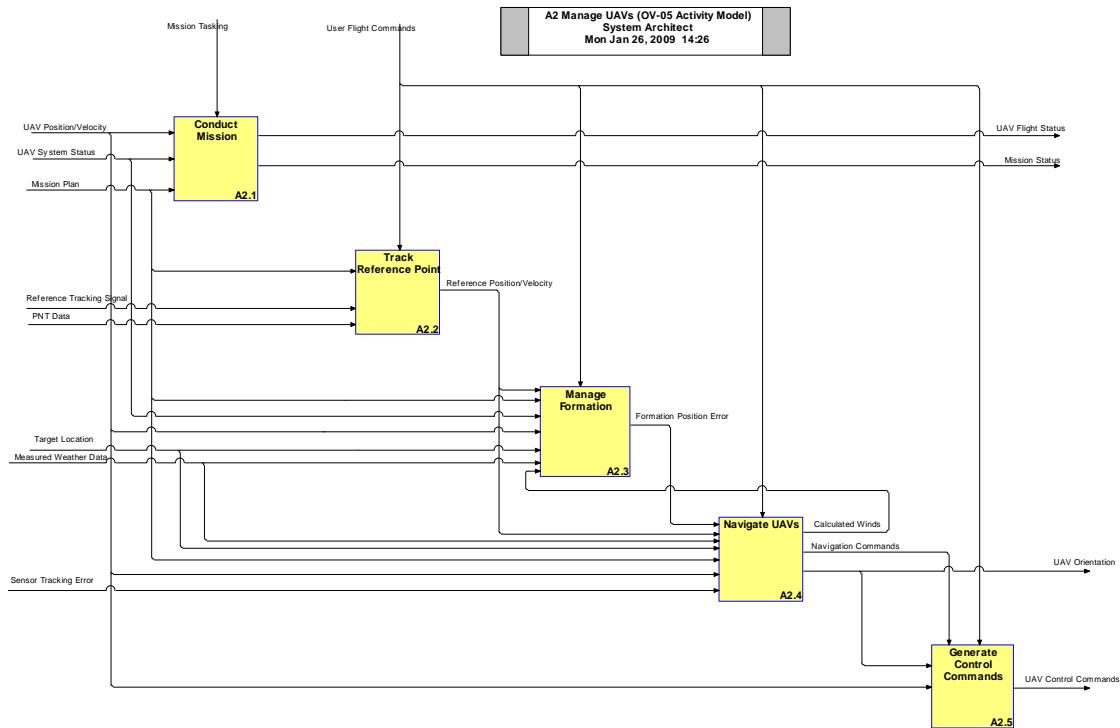 A2 Manage UAVs (OV-05 Activity Model)
System Architect
Mon Jan 26, 2009 14:26
Mission Tasking
User Flight Commands
UAV Position/Velocity
UAV System Status
Mission Plan
Conduct
Mission
A2.1
UAV Flight Status
Mission Status
Track
Reference Point
A2.2
Reference Position/Velocity
Reference Tracking Signal
PNT Data
Manage
Formation
A2.3
Formation Position Error
Target Location
Measured Weather Data
Navigate UAVs
A2.4
Calculated Winds
Navigation Commands
UAV Orientation
Sensor Tracking Error
Generate
Control
Commands
A2.5
UAV Control Commands